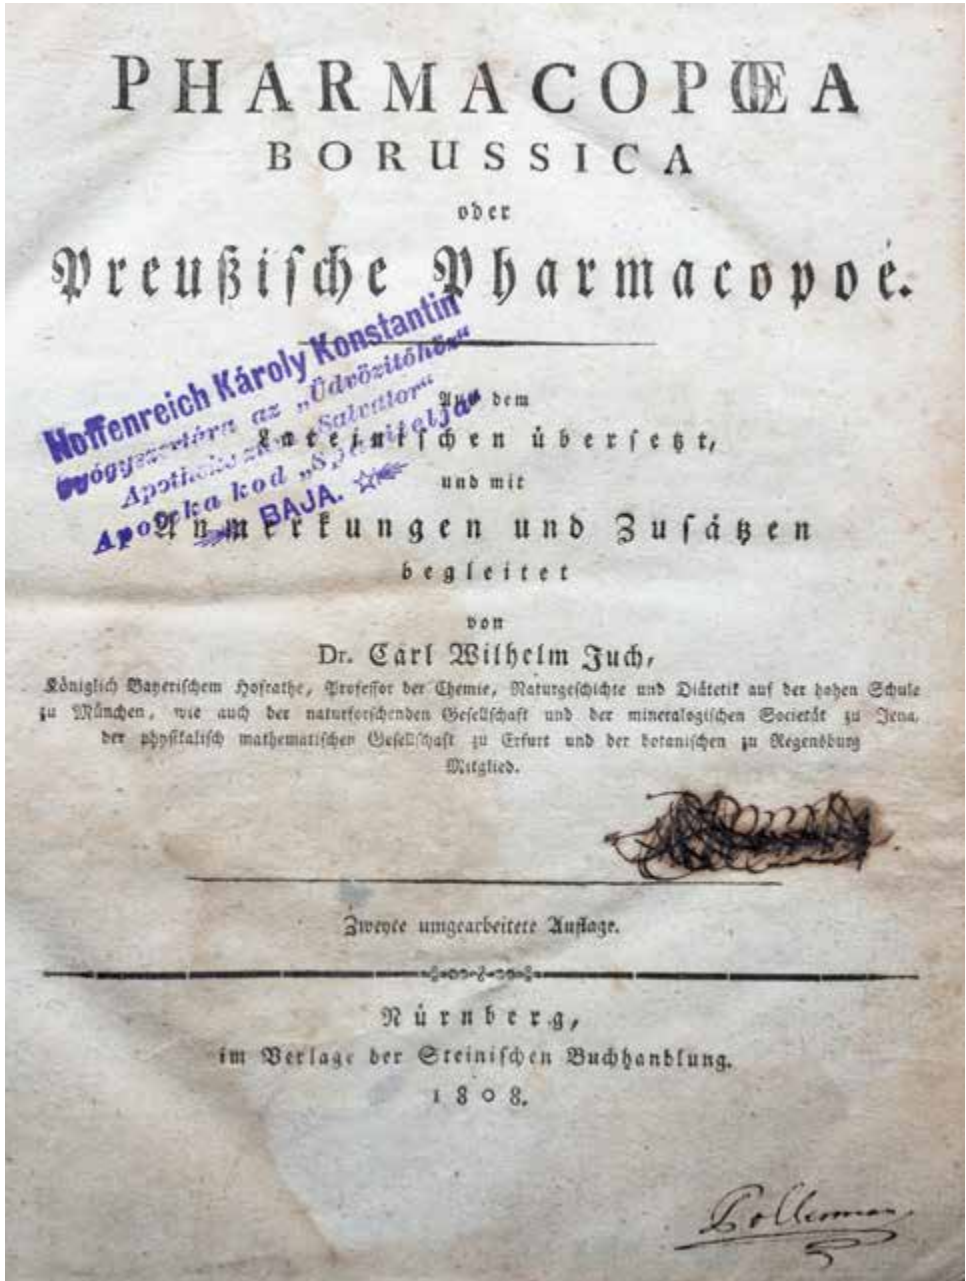 PHARMACOPŒA
BORUSSICA
oder
Preußische Pharmacopoé.
Hoffenreich Károly Konstantin
gyógyszertára az „Üdvözítőhöz“
Apotheke zum „Salvator“
Apoteka kod „Spasitelja“
BAJA.
Aus dem
Lateinischen übersetzt,
und mit
Anmerkungen und Zusätzen
begleitet
von
Dr. Carl Wilhelm Juch,
Königlich Bayerischem Hofrathe, Professor der Chemie, Naturgeschichte und Diätetik auf der hohen Schule
zu München, wie auch der naturforschenden Gesellschaft und der mineralogischen Societät zu Jena,
der physikalisch mathematischen Gesellschaft zu Erfurt und der botanischen zu Regensburg
Mitglied.
Zweyte umgearbeitete Auflage.
Nürnberg,
im Verlage der Steinischen Buchhandlung.
1808.